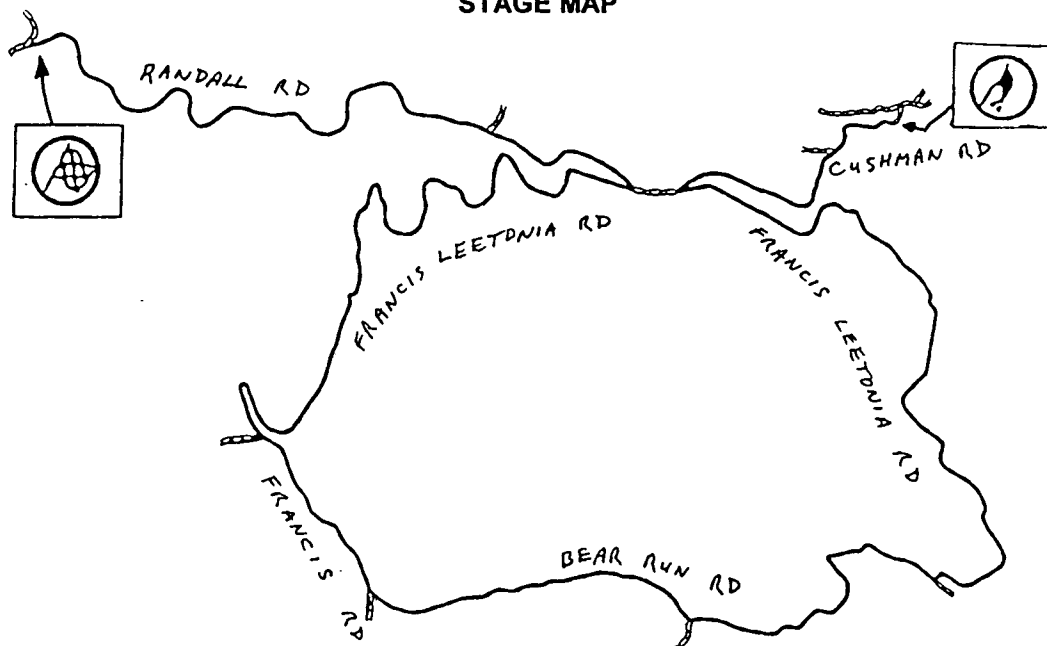 STAGE MAP
RANDALL RD
CUSHMAN RD
FRANCIS LEETONIA RD
FRANCIS LEETONIA RD
FRANCIS RD
BEAR RUN RD